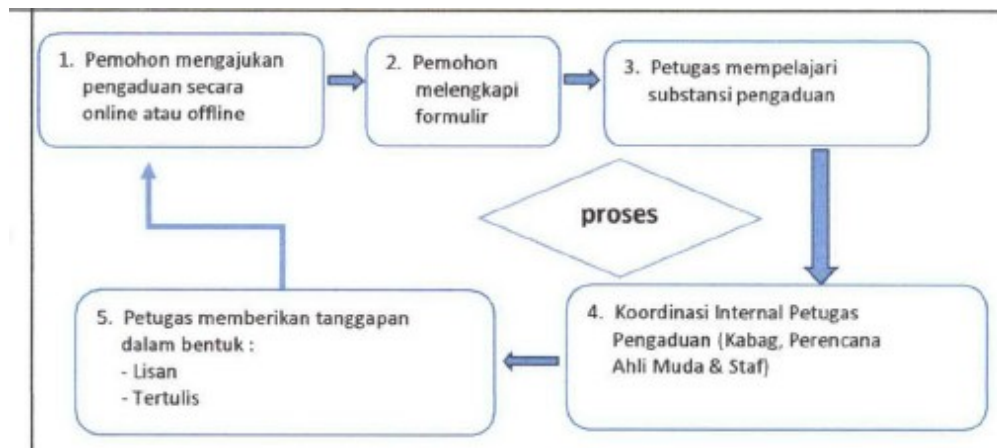 1. Pemohon mengajukan
pengaduan secara
online atau offline
2. Pemohon
melengkapi
formulir
3. Petugas mempelajari
substansi pengaduan
proses
4. Koordinasi Internal Petugas
Pengaduan (Kabag, Perencana
Ahli Muda & Staf)
5. Petugas memberikan tanggapan
dalam bentuk :
- Lisan
- Tertulis